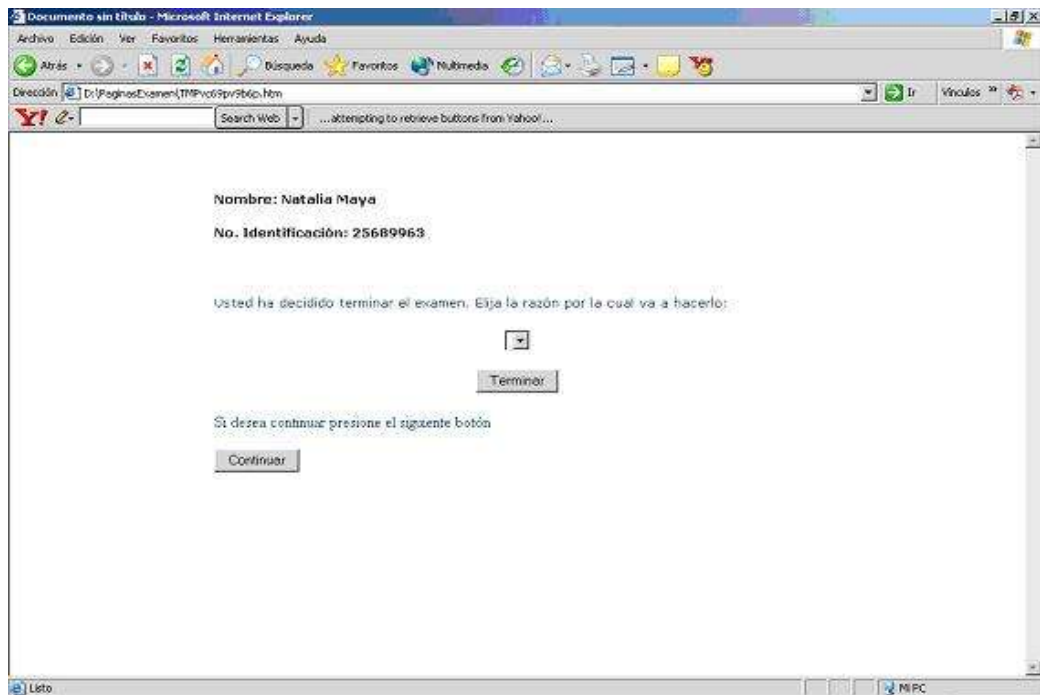 Documento sin título - Microsoft Internet Explorer
Archivo Edición Ver Favoritos Herramientas Ayuda
Atrás Búsqueda Favoritos Multimedia
Dirección D:\PaginasExamen\TMPvc69pv9b6p.htm Ir Vínculos »
Y! Search Web ...attempting to retrieve buttons from Yahoo!...
Nombre: Natalia Maya
No. Identificación: 25689963
Usted ha decidido terminar el examen. Elija la razón por la cual va a hacerlo:
Terminar
Si desea continuar presione el siguiente botón
Continuar
Listo Mi PC